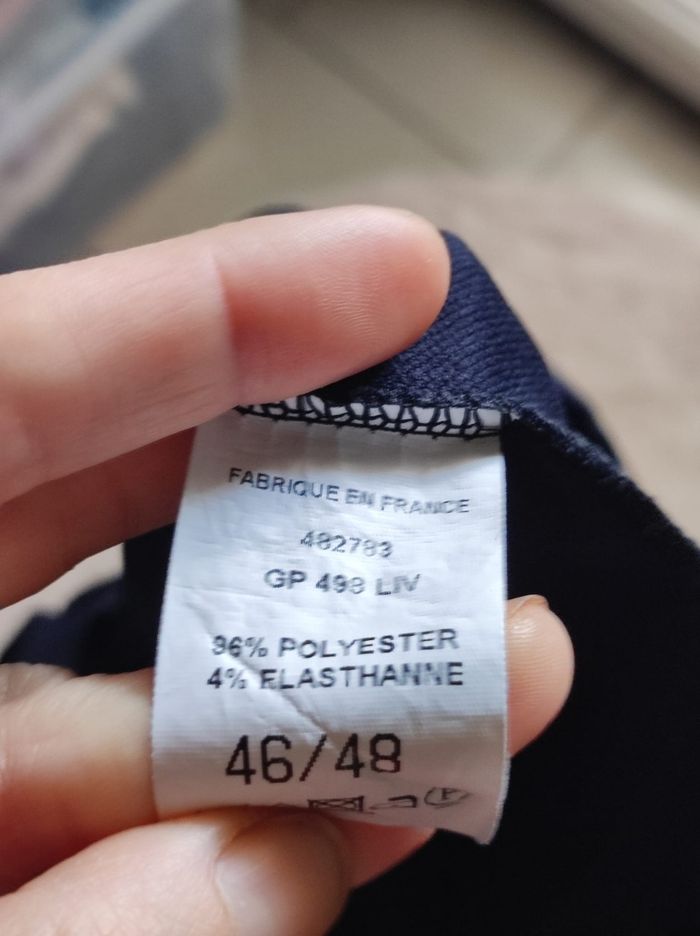 FABRIQUE EN FRANCE
482783
GP 498 LIV
96% POLYESTER
4% ELASTHANNE
46/48